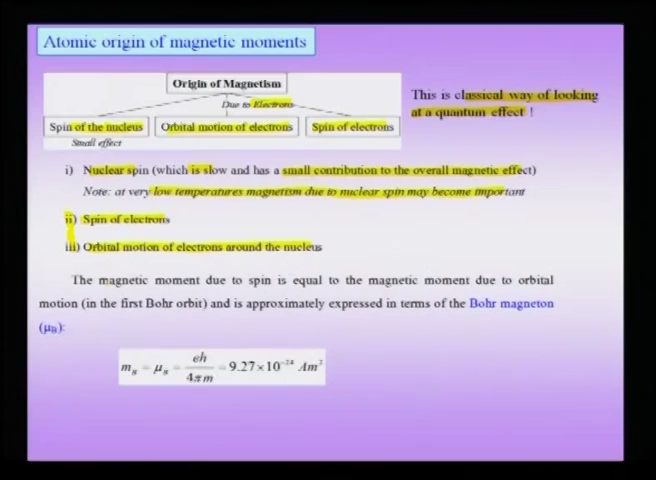 Atomic origin of magnetic moments
Origin of Magnetism
Due to Electrons
Spin of the nucleus
Orbital motion of electrons
Spin of electrons
Small effect
This is classical way of looking
at a quantum effect !
i) Nuclear spin (which is slow and has a small contribution to the overall magnetic effect)
Note: at very low temperatures magnetism due to nuclear spin may become important
ii) Spin of electrons
iii) Orbital motion of electrons around the nucleus
The magnetic moment due to spin is equal to the magnetic moment due to orbital
motion (in the first Bohr orbit) and is approximately expressed in terms of the Bohr magneton
(μB):
mB = μB = eh / 4πm = 9.27×10⁻²⁴ Am²